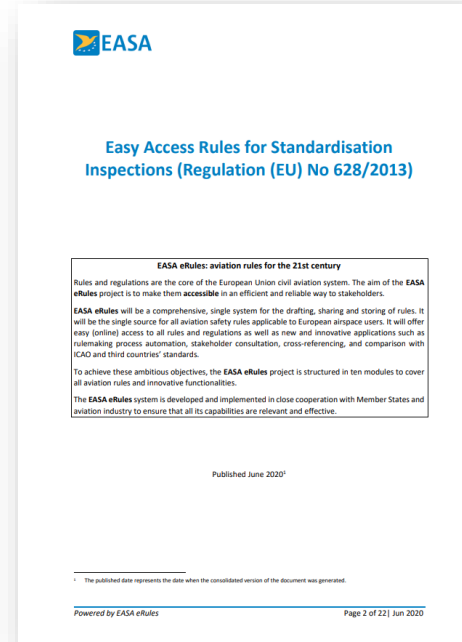 EASA
Easy Access Rules for Standardisation
Inspections (Regulation (EU) No 628/2013)
EASA eRules: aviation rules for the 21st century
Rules and regulations are the core of the European Union civil aviation system. The aim of the EASA
eRules project is to make them accessible in an efficient and reliable way to stakeholders.
EASA eRules will be a comprehensive, single system for the drafting, sharing and storing of rules. It
will be the single source for all aviation safety rules applicable to European airspace users. It will offer
easy (online) access to all rules and regulations as well as new and innovative applications such as
rulemaking process automation, stakeholder consultation, cross-referencing, and comparison with
ICAO and third countries' standards.
To achieve these ambitious objectives, the EASA eRules project is structured in ten modules to cover
all aviation rules and innovative functionalities.
The EASA eRules system is developed and implemented in close cooperation with Member States and
aviation industry to ensure that all its capabilities are relevant and effective.
Published June 2020¹
¹ The published date represents the date when the consolidated version of the document was generated.
Powered by EASA eRules Page 2 of 22| Jun 2020